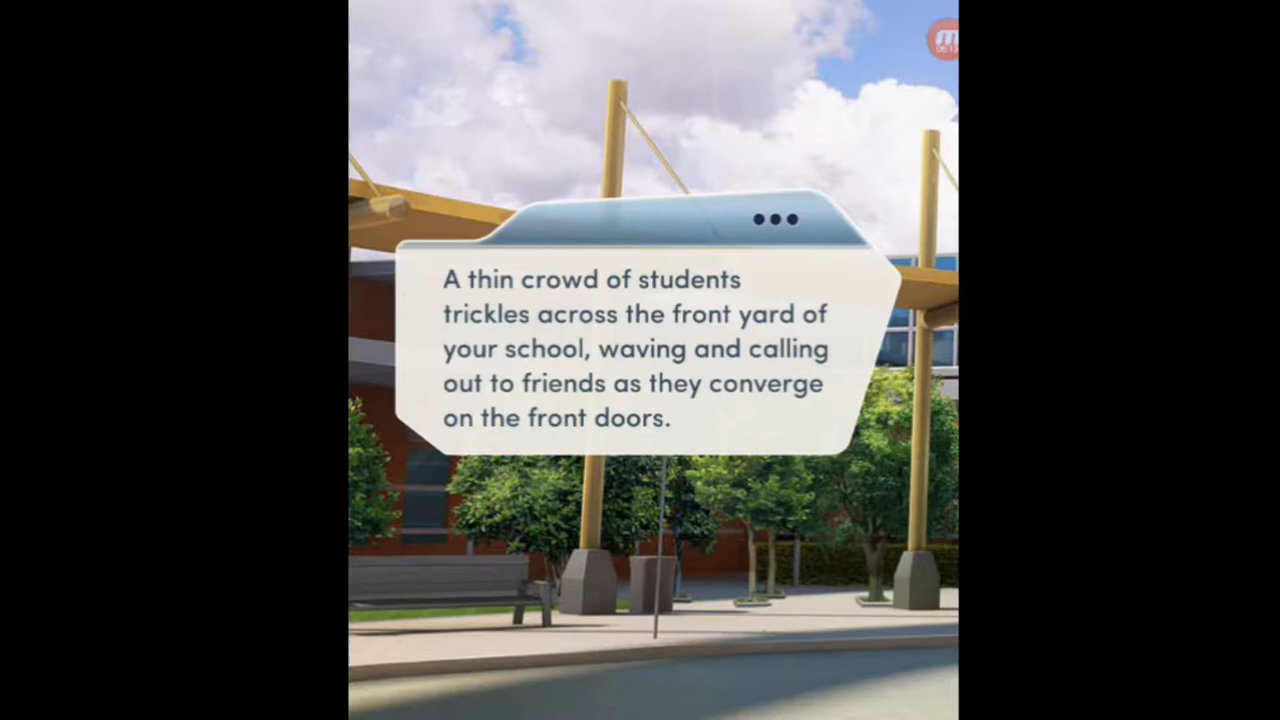 A thin crowd of students
trickles across the front yard of
your school, waving and calling
out to friends as they converge
on the front doors.